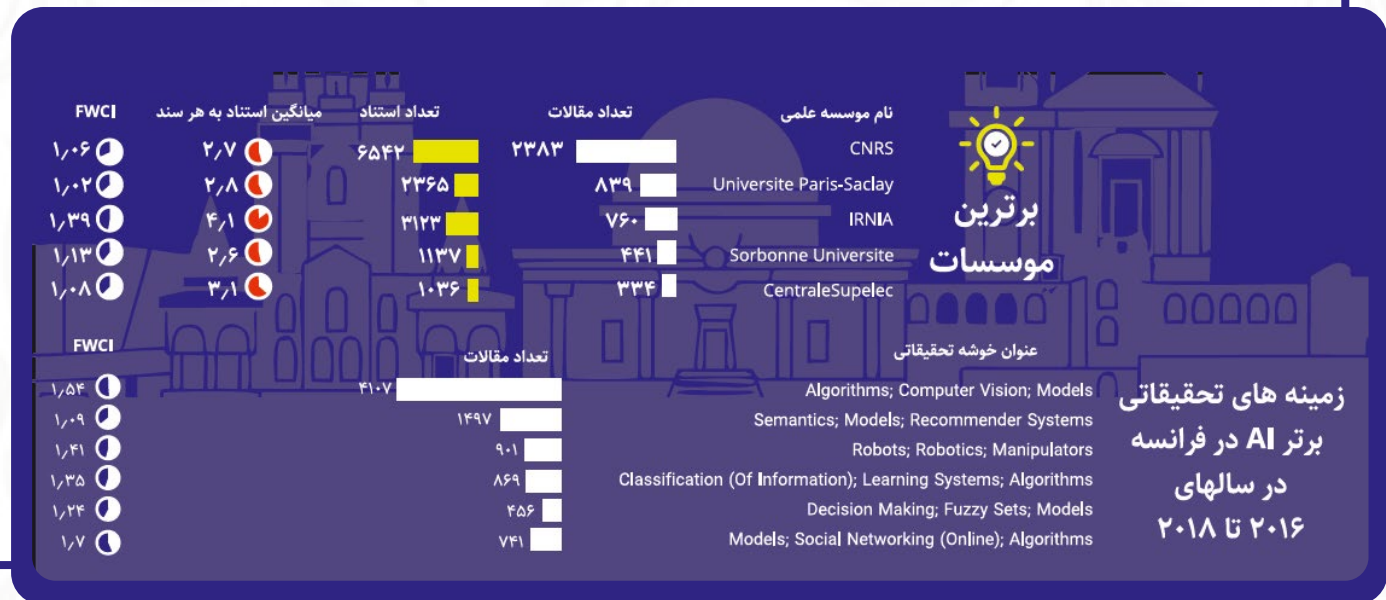 برترین
موسسات
نام موسسه علمی تعداد مقالات تعداد استناد میانگین استناد به هر سند FWCI
CNRS ۲۳۸۳ ۶۵۴۲ ۲٫۷ ۱٫۰۶
Universite Paris-Saclay ۸۳۹ ۲۳۶۵ ۲٫۸ ۱٫۰۲
IRNIA ۷۶۰ ۳۱۲۳ ۴٫۱ ۱٫۳۹
Sorbonne Universite ۴۴۱ ۱۱۳۷ ۲٫۶ ۱٫۱۳
CentraleSupelec ۳۳۴ ۱۰۳۶ ۳٫۱ ۱٫۰۸
زمینه های تحقیقاتی
برتر AI در فرانسه
در سالهای
۲۰۱۶ تا ۲۰۱۸
عنوان خوشه تحقیقاتی تعداد مقالات FWCI
Algorithms; Computer Vision; Models ۴۱۰۷ ۱٫۵۴
Semantics; Models; Recommender Systems ۱۴۹۷ ۱٫۰۹
Robots; Robotics; Manipulators ۹۰۱ ۱٫۴۱
Classification (Of Information); Learning Systems; Algorithms ۸۶۹ ۱٫۳۵
Decision Making; Fuzzy Sets; Models ۴۵۶ ۱٫۲۴
Models; Social Networking (Online); Algorithms ۷۴۱ ۱٫۷